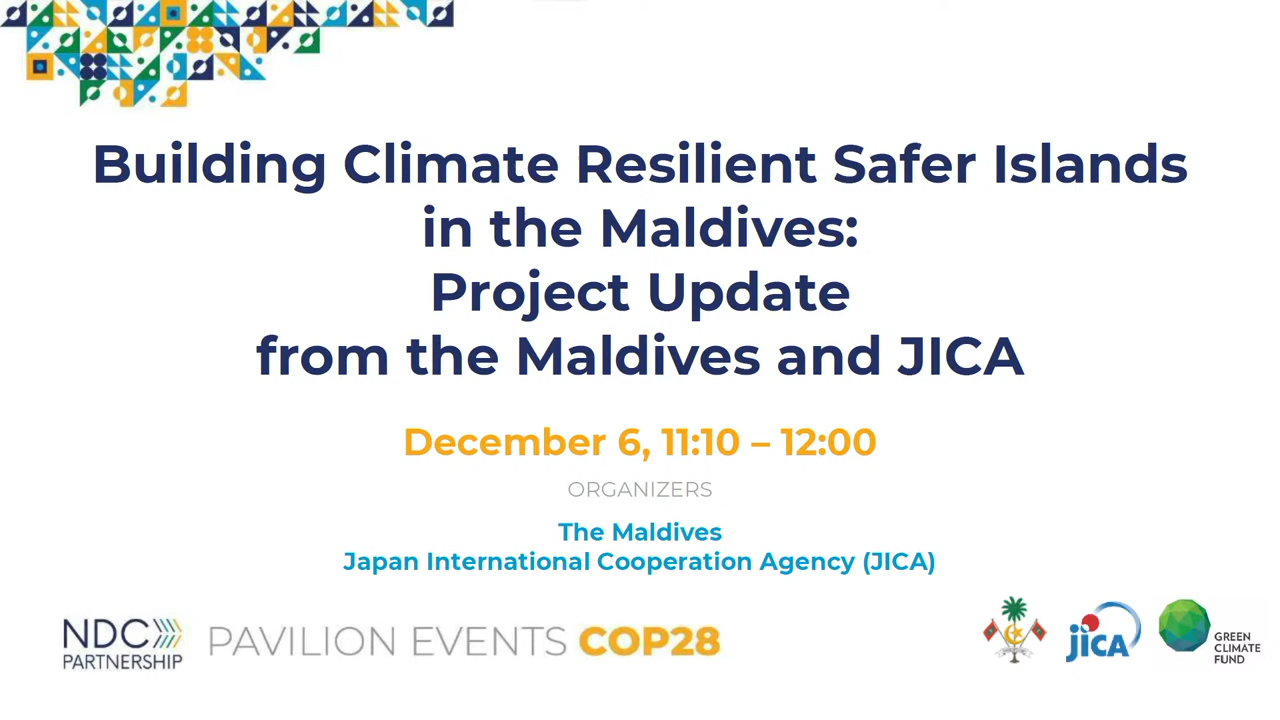 Building Climate Resilient Safer Islands
in the Maldives:
Project Update
from the Maldives and JICA
December 6, 11:10 – 12:00
ORGANIZERS
The Maldives
Japan International Cooperation Agency (JICA)
NDC
PARTNERSHIP
PAVILION EVENTS COP28
jICA
GREEN
CLIMATE
FUND